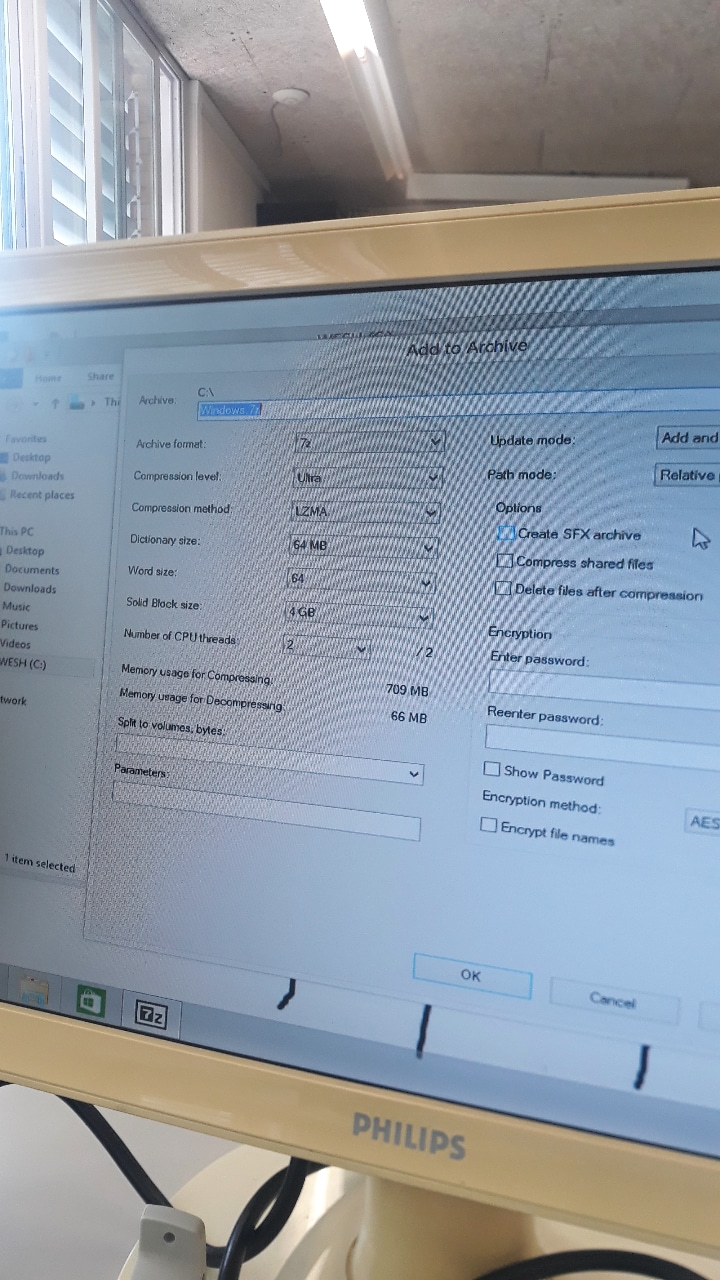 Add to Archive
Home Share
Thi
Archive: C:\
Windows.7z
Archive format: 7z
Update mode: Add and
Compression level: Ultra
Path mode: Relative
Compression method: LZMA
Options
Create SFX archive
Dictionary size: 64 MB
Compress shared files
Word size: 64
Delete files after compression
Solid Block size: 4 GB
Encryption
Number of CPU threads: 2 / 2
Enter password:
Memory usage for Compressing: 709 MB
Memory usage for Decompressing: 66 MB
Reenter password:
Split to volumes, bytes:
Show Password
Parameters:
Encryption method: AES
Encrypt file names
OK
Cancel
Favorites
Desktop
Downloads
Recent places
This PC
Desktop
Documents
Downloads
Music
Pictures
Videos
WESH (C:)
twork
1 item selected
7z
PHILIPS